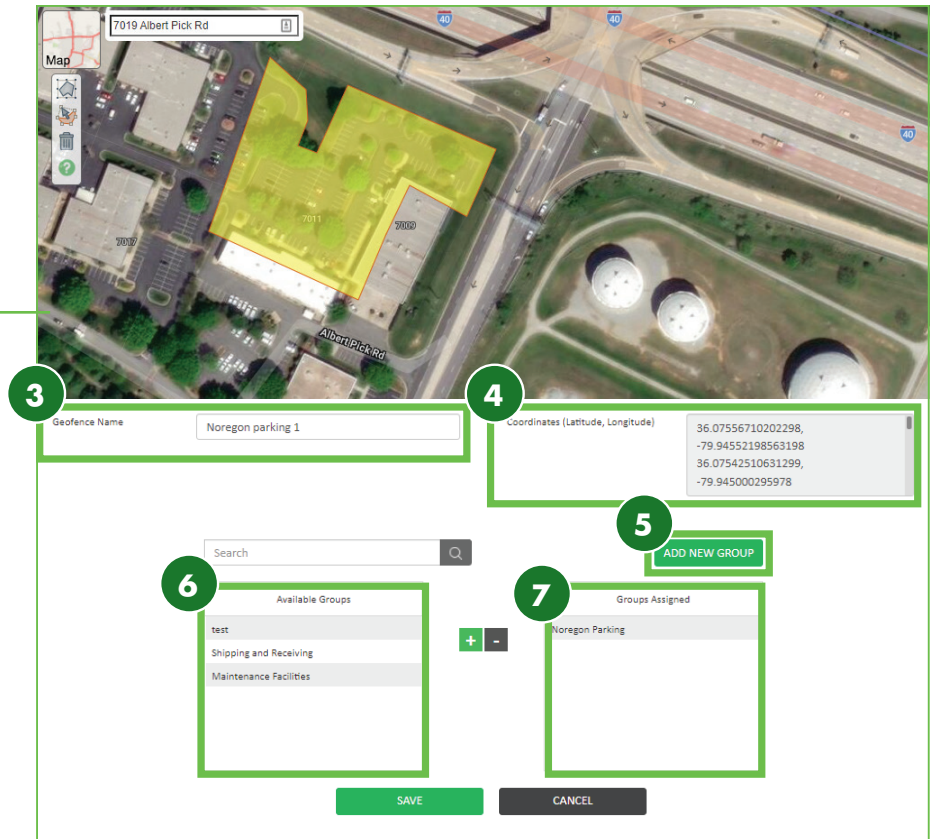 7019 Albert Pick Rd
40
40
Map
40
?
7011
7009
7017
Albert Pick Rd
3
4
Geofence Name
Noregon parking 1
Coordinates (Latitude, Longitude)
36.07556710202298,
-79.94552198563198
36.07542510631299,
-79.945000295978
5
Search
ADD NEW GROUP
6
7
Available Groups
Groups Assigned
test
+
-
Noregon Parking
Shipping and Receiving
Maintenance Facilities
SAVE
CANCEL